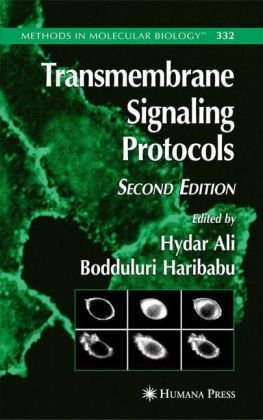 METHODS IN MOLECULAR BIOLOGY™ 332
Transmembrane
Signaling
Protocols
SECOND EDITION
Edited by
Hydar Ali
Bodduluri Haribabu
HUMANA PRESS